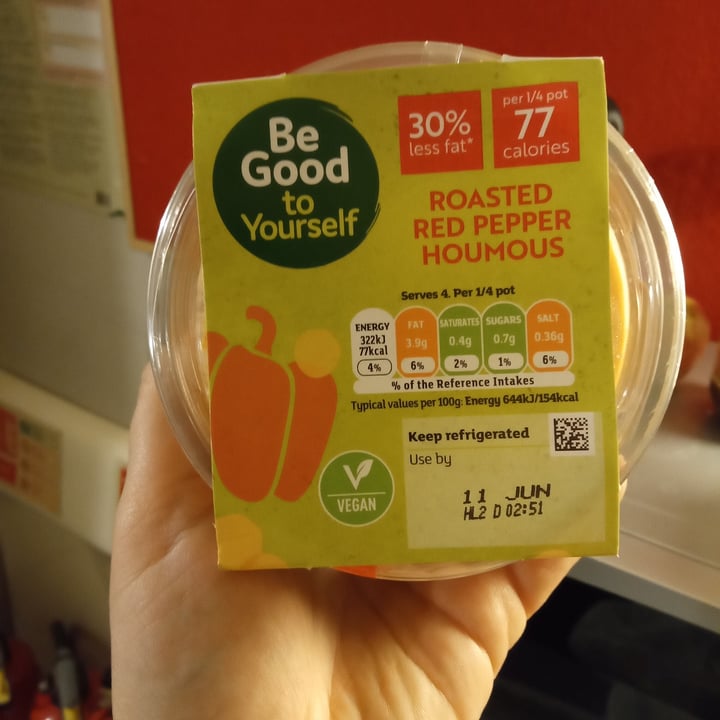 Be
Good
to
Yourself
30%
less fat*
per 1/4 pot
77
calories
ROASTED
RED PEPPER
HOUMOUS
Serves 4. Per 1/4 pot
ENERGY
322kJ
77kcal
4%
FAT
3.9g
6%
SATURATES
0.4g
2%
SUGARS
0.7g
1%
SALT
0.36g
6%
% of the Reference Intakes
Typical values per 100g: Energy 644kJ/154kcal
Keep refrigerated
Use by
11 JUN
HL2 D 02:51
VEGAN